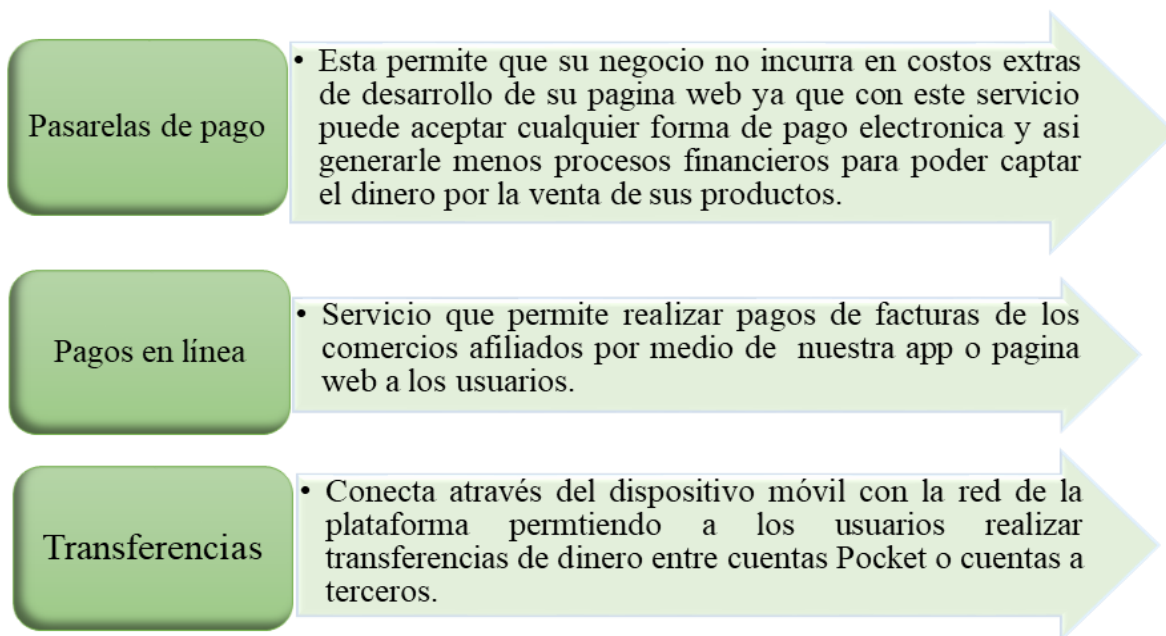 Pasarelas de pago
• Esta permite que su negocio no incurra en costos extras
de desarrollo de su pagina web ya que con este servicio
puede aceptar cualquier forma de pago electronica y asi
generarle menos procesos financieros para poder captar
el dinero por la venta de sus productos.
Pagos en línea
• Servicio que permite realizar pagos de facturas de los
comercios afiliados por medio de nuestra app o pagina
web a los usuarios.
Transferencias
• Conecta através del dispositivo móvil con la red de la
plataforma permtiendo a los usuarios realizar
transferencias de dinero entre cuentas Pocket o cuentas a
terceros.